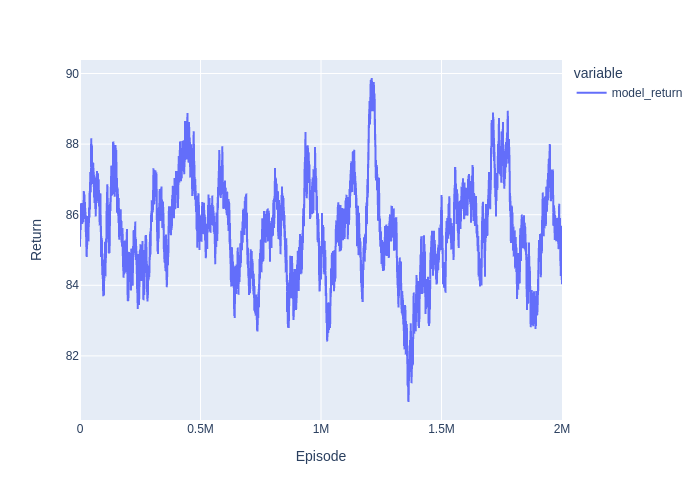 variable
model_return
90
88
86
84
82
Return
0
0.5M
1M
1.5M
2M
Episode